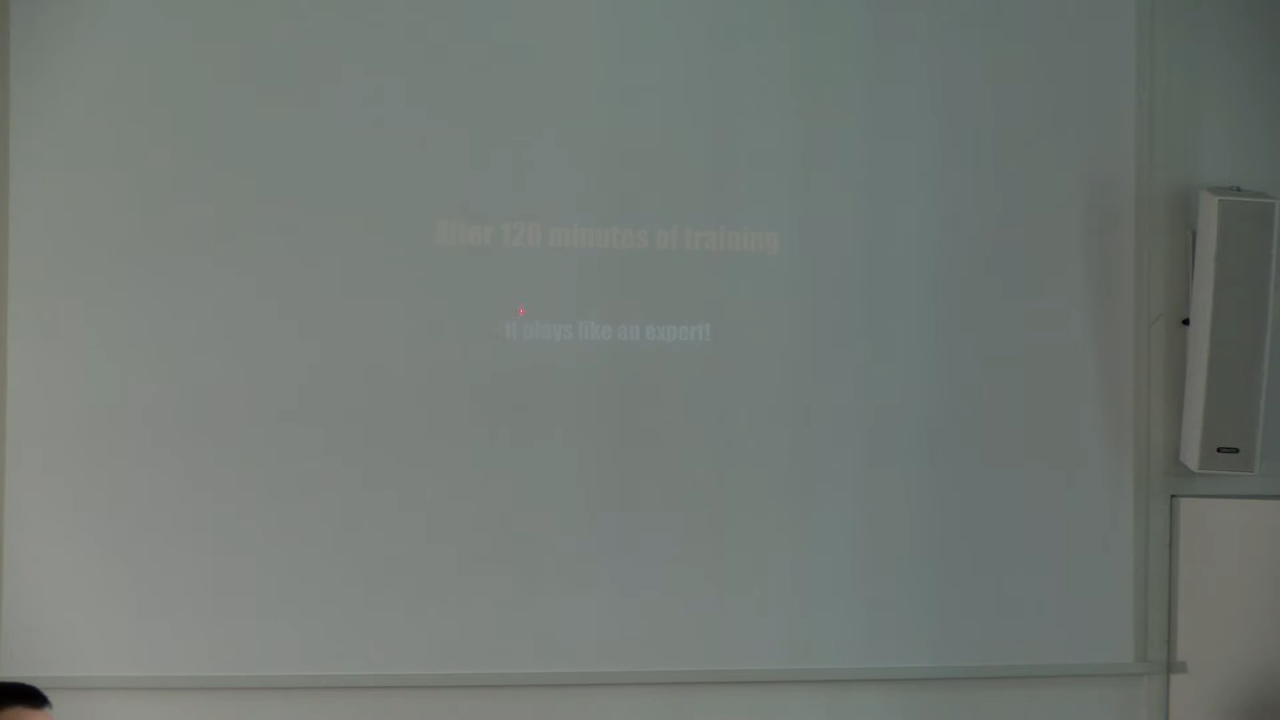 After 120 minutes of training
it plays like an expert!